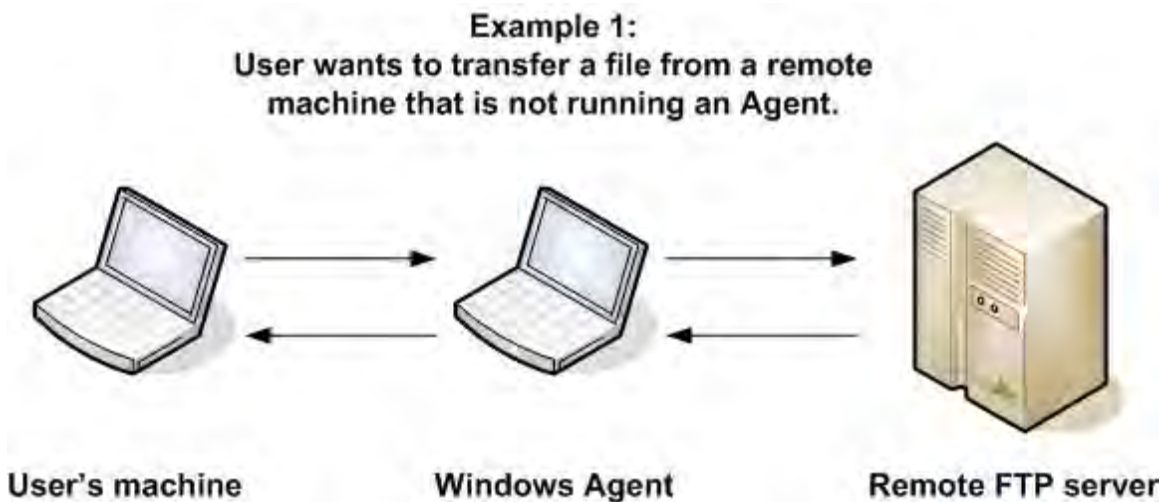 Example 1:
User wants to transfer a file from a remote
machine that is not running an Agent.
User's machine
Windows Agent
Remote FTP server